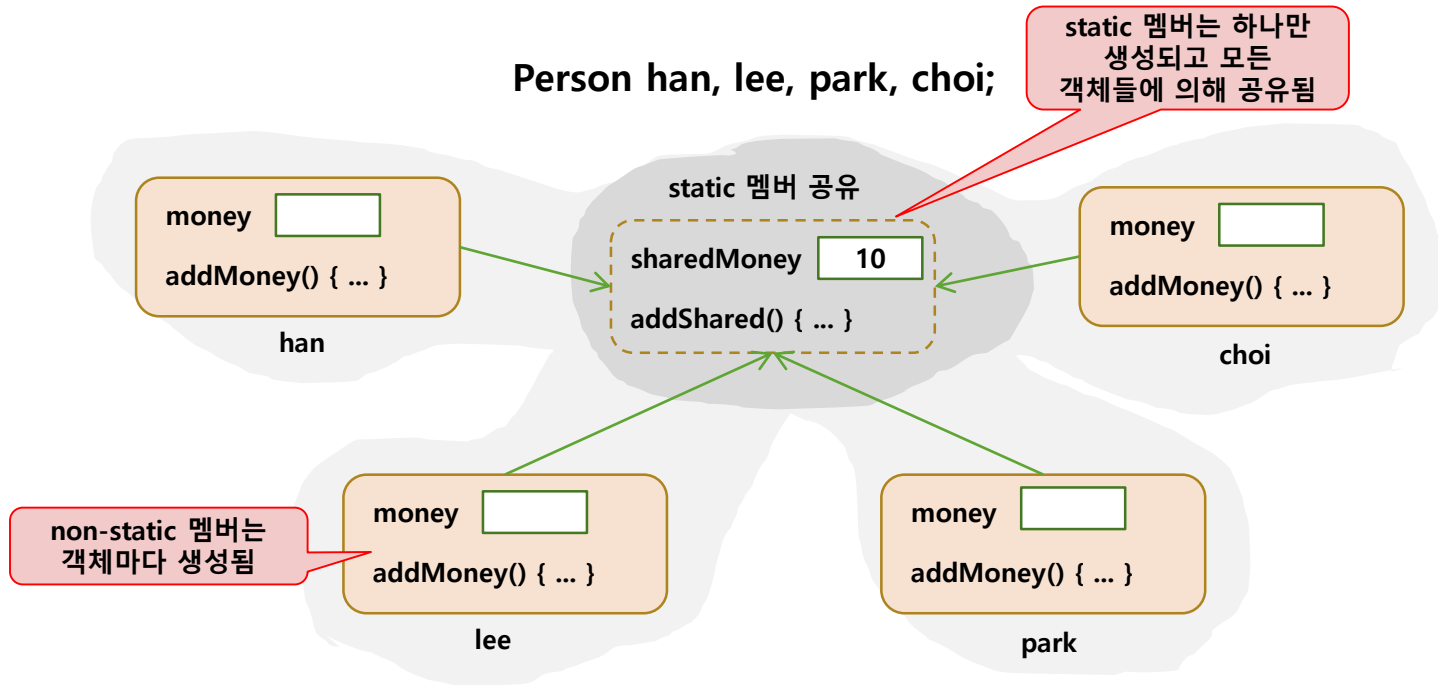 static 멤버는 하나만
생성되고 모든
객체들에 의해 공유됨
Person han, lee, park, choi;
static 멤버 공유
money
addMoney() { ... }
han
sharedMoney 10
addShared() { ... }
money
addMoney() { ... }
choi
non-static 멤버는
객체마다 생성됨
money
addMoney() { ... }
lee
money
addMoney() { ... }
park